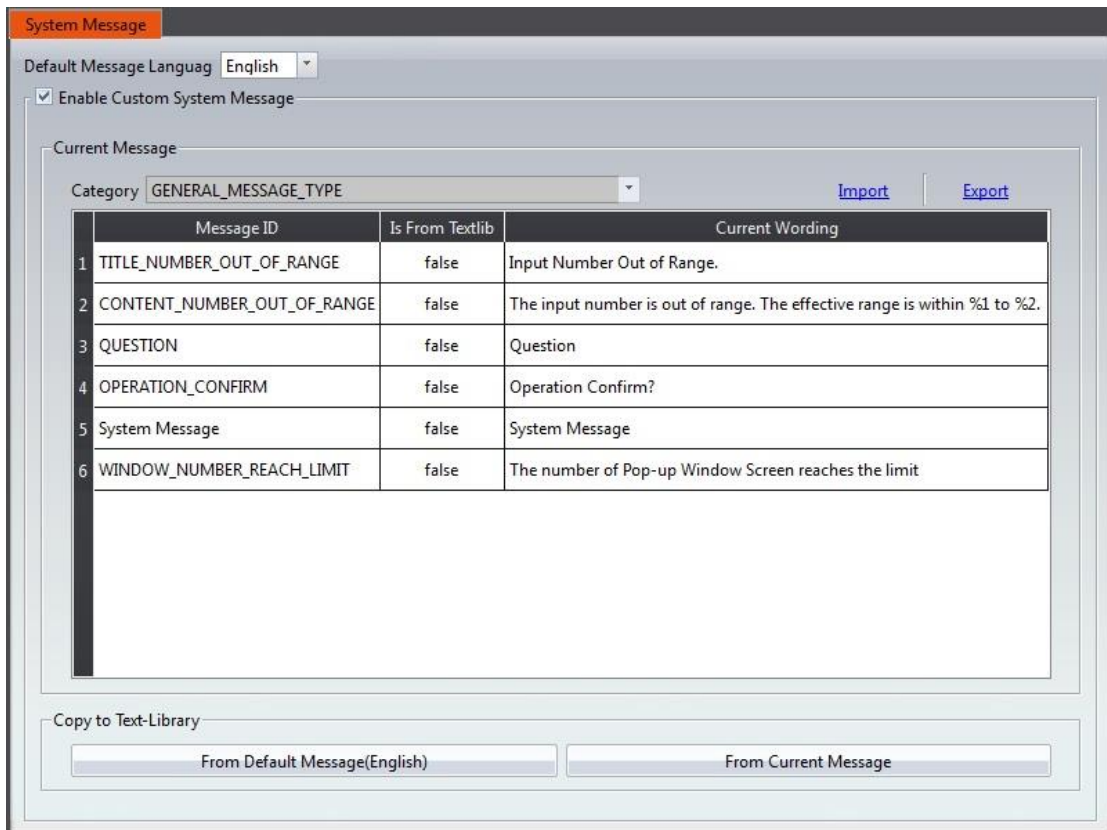 System Message
Default Message Languag English
Enable Custom System Message
Current Message
Category GENERAL_MESSAGE_TYPE Import Export
Message ID Is From Textlib Current Wording
1 TITLE_NUMBER_OUT_OF_RANGE false Input Number Out of Range.
2 CONTENT_NUMBER_OUT_OF_RANGE false The input number is out of range. The effective range is within %1 to %2.
3 QUESTION false Question
4 OPERATION_CONFIRM false Operation Confirm?
5 System Message false System Message
6 WINDOW_NUMBER_REACH_LIMIT false The number of Pop-up Window Screen reaches the limit
Copy to Text-Library
From Default Message(English) From Current Message